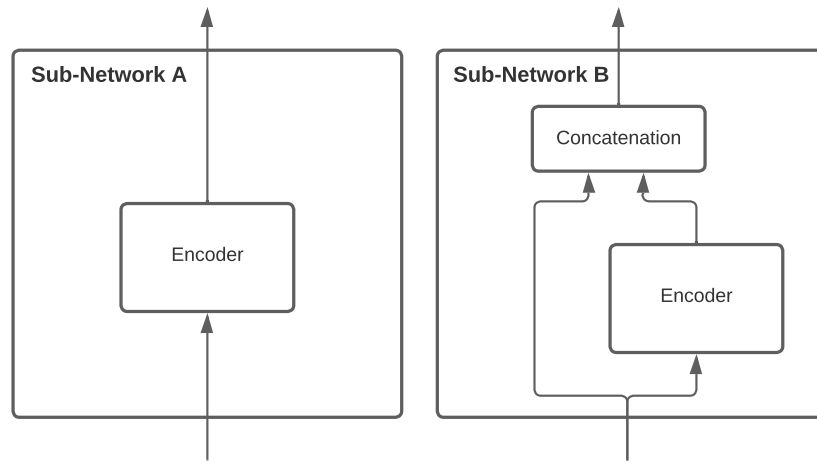 Sub-Network A
Encoder
Sub-Network B
Concatenation
Encoder